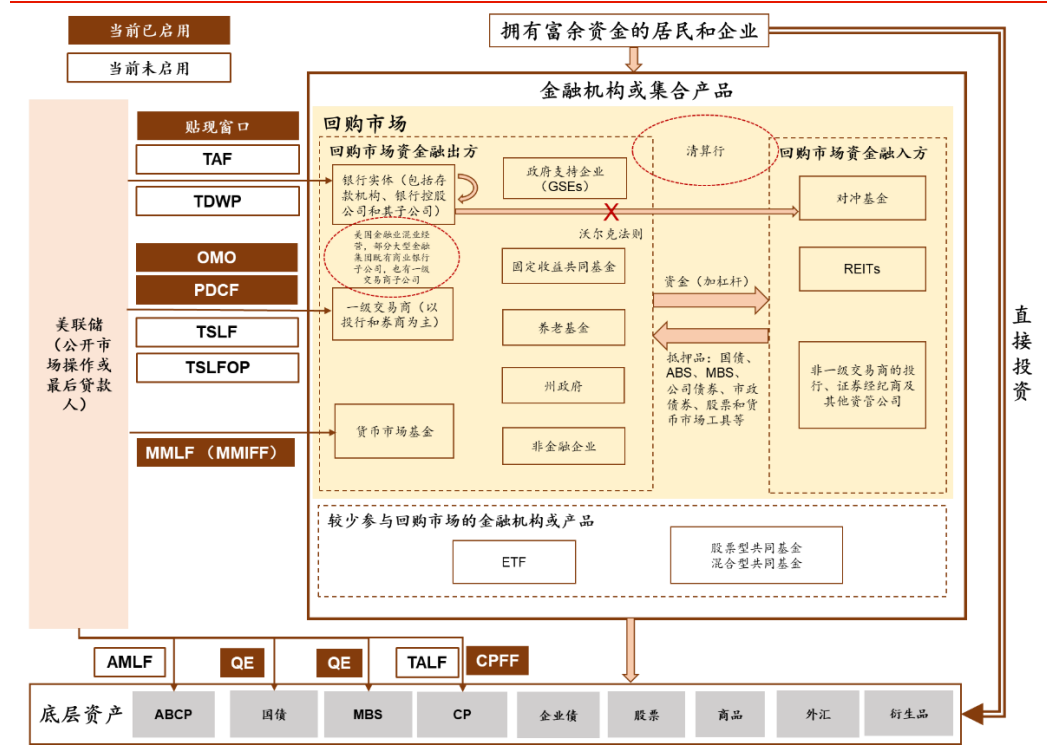 当前已启用
当前未启用
拥有富余资金的居民和企业
金融机构或集合产品
回购市场
回购市场资金融出方
清算行
回购市场资金融入方
贴现窗口
TAF
TDWP
OMO
PDCF
TSLF
TSLFOP
MMLF （MMIFF）
美联储
（公开市
场操作或
最后贷款
人）
银行实体（包括存
款机构、银行控股
公司和其子公司）
美国金融业混业经
营，部分大型金融
集团既有商业银行
子公司，也有一级
交易商子公司
一级交易商（以
投行和券商为主）
货币市场基金
政府支持企业
（GSEs）
X
沃尔克法则
固定收益共同基金
养老基金
州政府
非金融企业
资金（加杠杆）
抵押品：国债、
ABS、MBS、
公司债券、市政
债券、股票和货
币市场工具等
对冲基金
REITs
非一级交易商的投
行、证券经纪商及
其他资管公司
直接投资
较少参与回购市场的金融机构或产品
ETF
股票型共同基金
混合型共同基金
AMLF
QE
QE
TALF
CPFF
底层资产
ABCP
国债
MBS
CP
企业债
股票
商品
外汇
衍生品